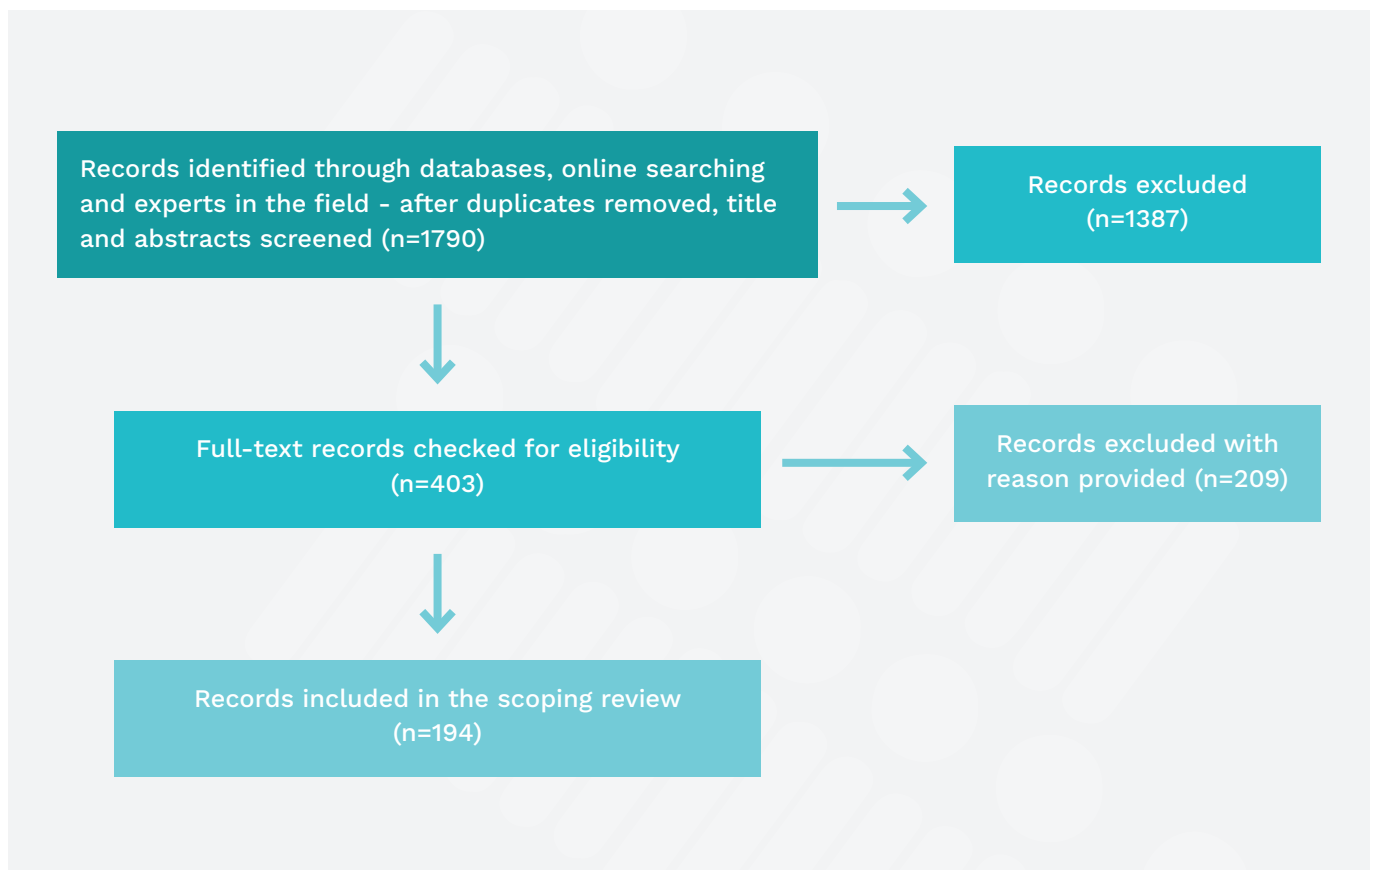 Records identified through databases, online searching
and experts in the field - after duplicates removed, title
and abstracts screened (n=1790)
Records excluded
(n=1387)
Full-text records checked for eligibility
(n=403)
Records excluded with
reason provided (n=209)
Records included in the scoping review
(n=194)